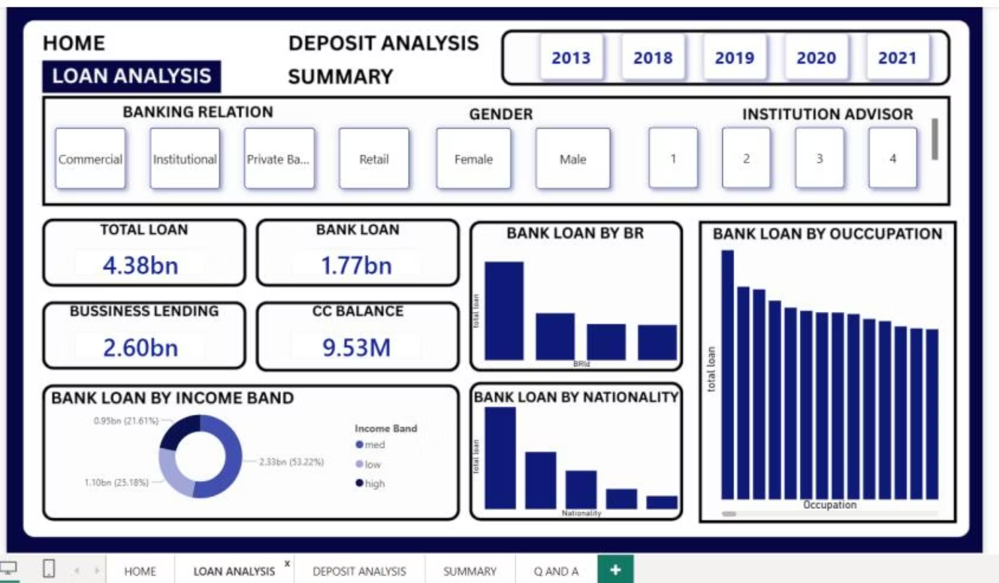 HOME
DEPOSIT ANALYSIS
2013
2018
2019
2020
2021
LOAN ANALYSIS
SUMMARY
BANKING RELATION
GENDER
INSTITUTION ADVISOR
Commercial
Institutional
Private Ba...
Retail
Female
Male
1
2
3
4
TOTAL LOAN
4.38bn
BANK LOAN
1.77bn
BUSSINESS LENDING
2.60bn
CC BALANCE
9.53M
BANK LOAN BY BR
total loan
BRId
BANK LOAN BY OUCCUPATION
total loan
Occupation
BANK LOAN BY INCOME BAND
0.95bn (21.61%)
2.33bn (53.22%)
1.10bn (25.18%)
Income Band
med
low
high
BANK LOAN BY NATIONALITY
total loan
Nationality
HOME
LOAN ANALYSIS
x
DEPOSIT ANALYSIS
SUMMARY
Q AND A
+